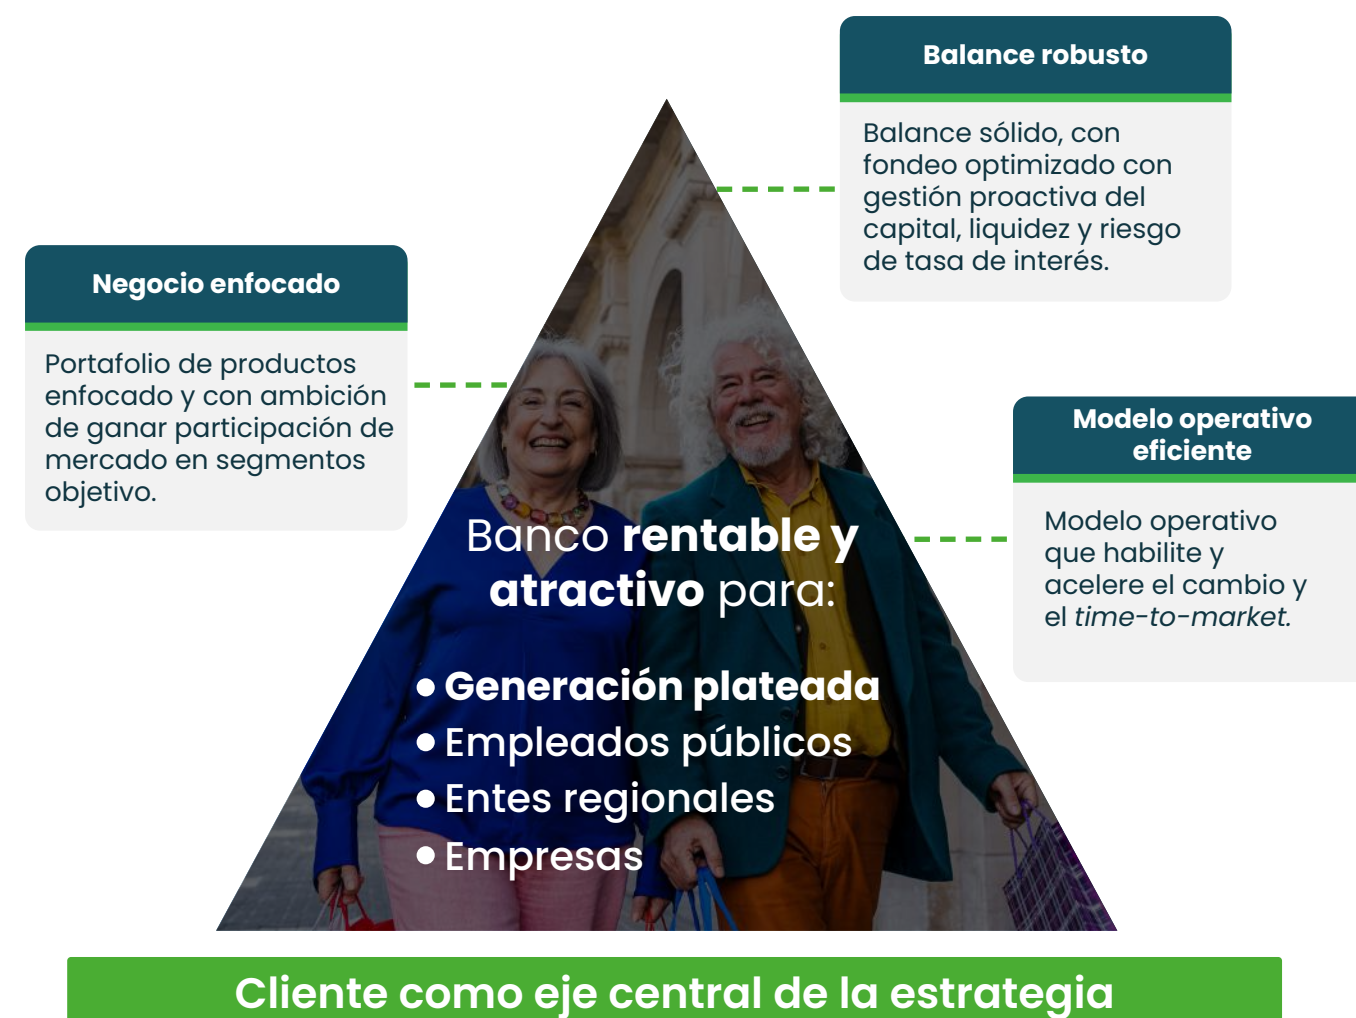 Balance robusto
Balance sólido, con
fondeo optimizado con
gestión proactiva del
capital, liquidez y riesgo
de tasa de interés.
Negocio enfocado
Portafolio de productos
enfocado y con ambición
de ganar participación de
mercado en segmentos
objetivo.
Modelo operativo
eficiente
Modelo operativo
que habilite y
acelere el cambio y
el time-to-market.
Banco rentable y
atractivo para:
● Generación plateada
● Empleados públicos
● Entes regionales
● Empresas
Cliente como eje central de la estrategia